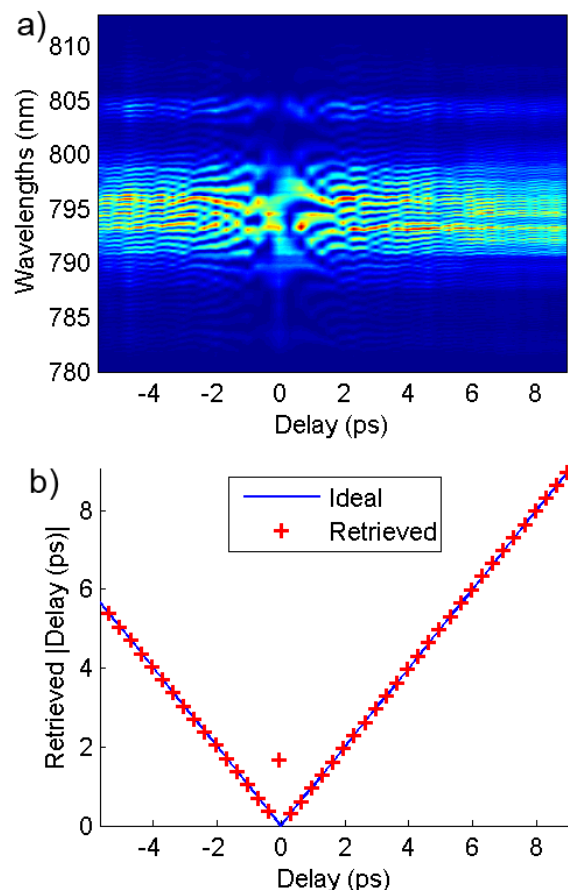 a)
Wavelengths (nm)
810
805
800
795
790
785
780
-4 -2 0 2 4 6 8
Delay (ps)
b)
Retrieved |Delay (ps)|
8
6
4
2
0
Ideal
Retrieved
-4 -2 0 2 4 6 8
Delay (ps)